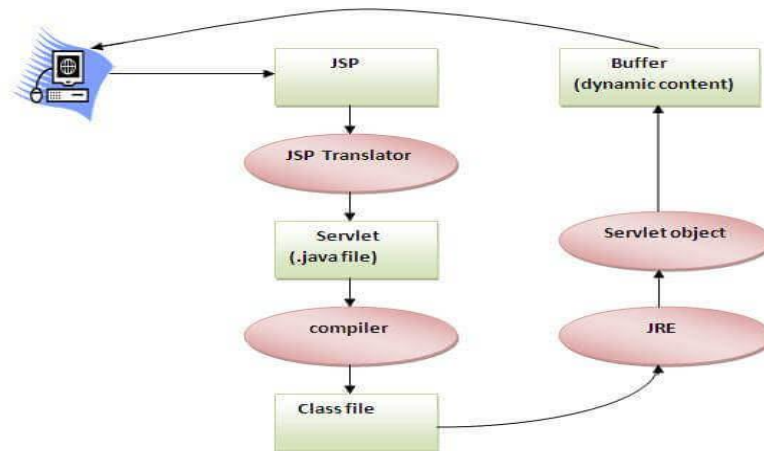 JSP
Buffer
(dynamic content)
JSP Translator
Servlet
(.java file)
Servlet object
compiler
JRE
Class file